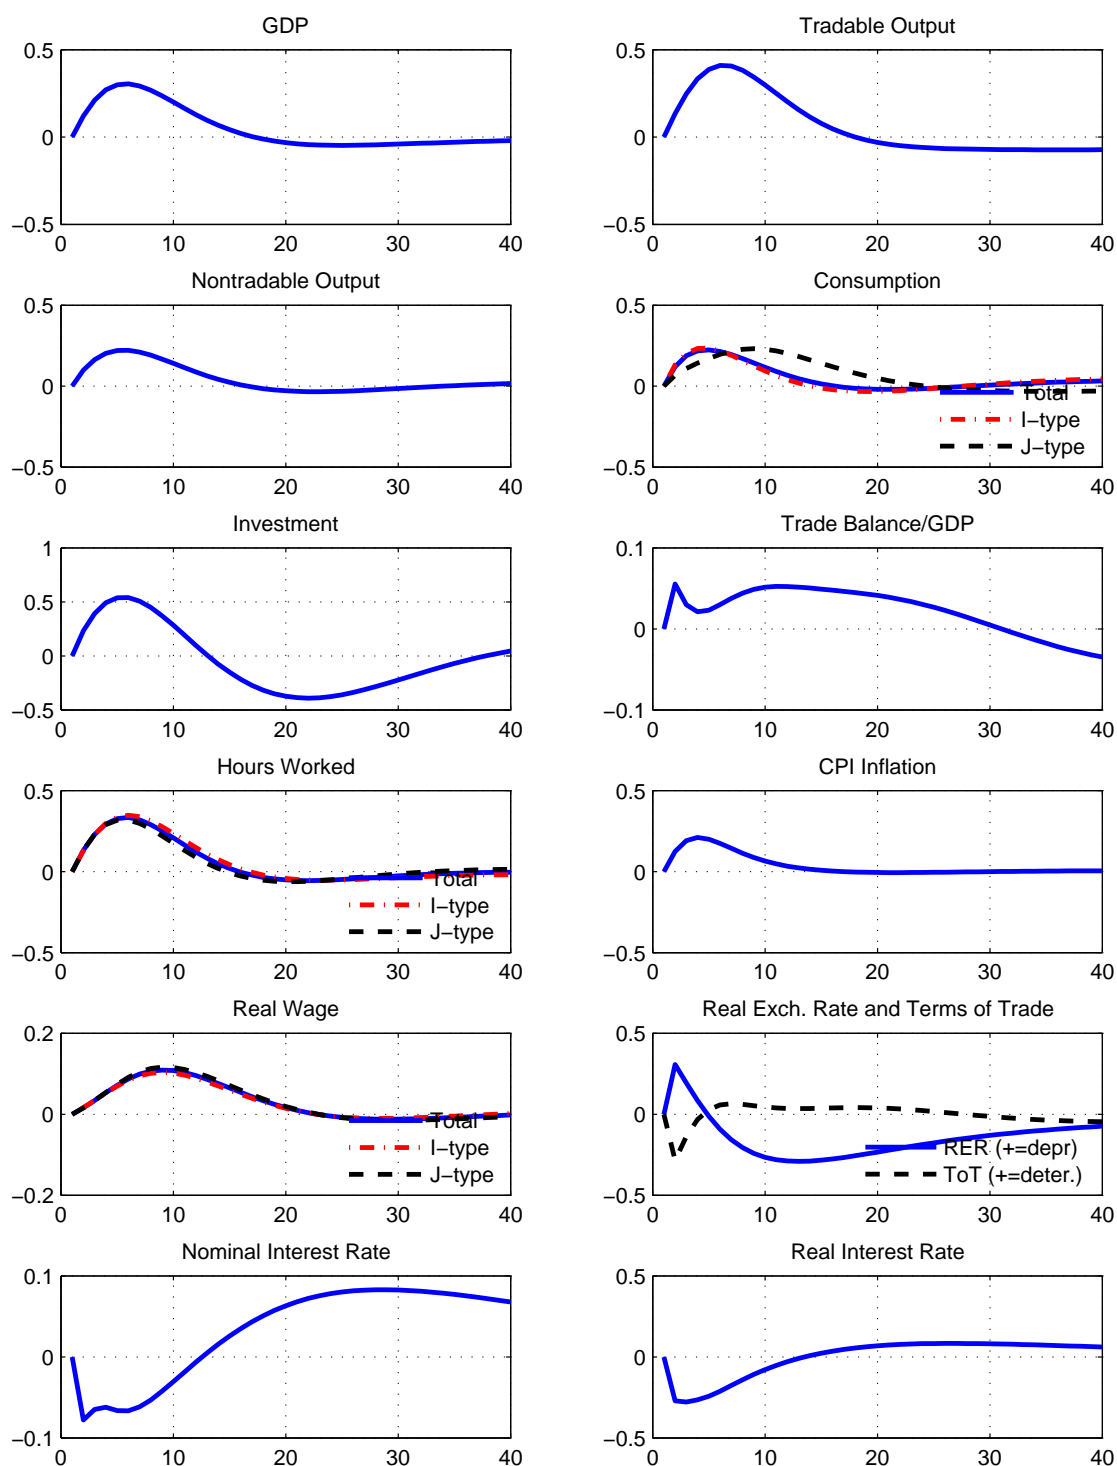 GDP
0.5
0
−0.5
0 10 20 30 40
Tradable Output
0.5
0
−0.5
0 10 20 30 40
Nontradable Output
0.5
0
−0.5
0 10 20 30 40
Consumption
0.5
0
−0.5
0 10 20 30 40
Total
I−type
J−type
Investment
1
0.5
0
−0.5
0 10 20 30 40
Trade Balance/GDP
0.1
0
−0.1
0 10 20 30 40
Hours Worked
0.5
0
−0.5
0 10 20 30 40
Total
I−type
J−type
CPI Inflation
0.5
0
−0.5
0 10 20 30 40
Real Wage
0.2
0
−0.2
0 10 20 30 40
Total
I−type
J−type
Real Exch. Rate and Terms of Trade
0.5
0
−0.5
0 10 20 30 40
RER (+=depr)
ToT (+=deter.)
Nominal Interest Rate
0.1
0
−0.1
0 10 20 30 40
Real Interest Rate
0.5
0
−0.5
0 10 20 30 40